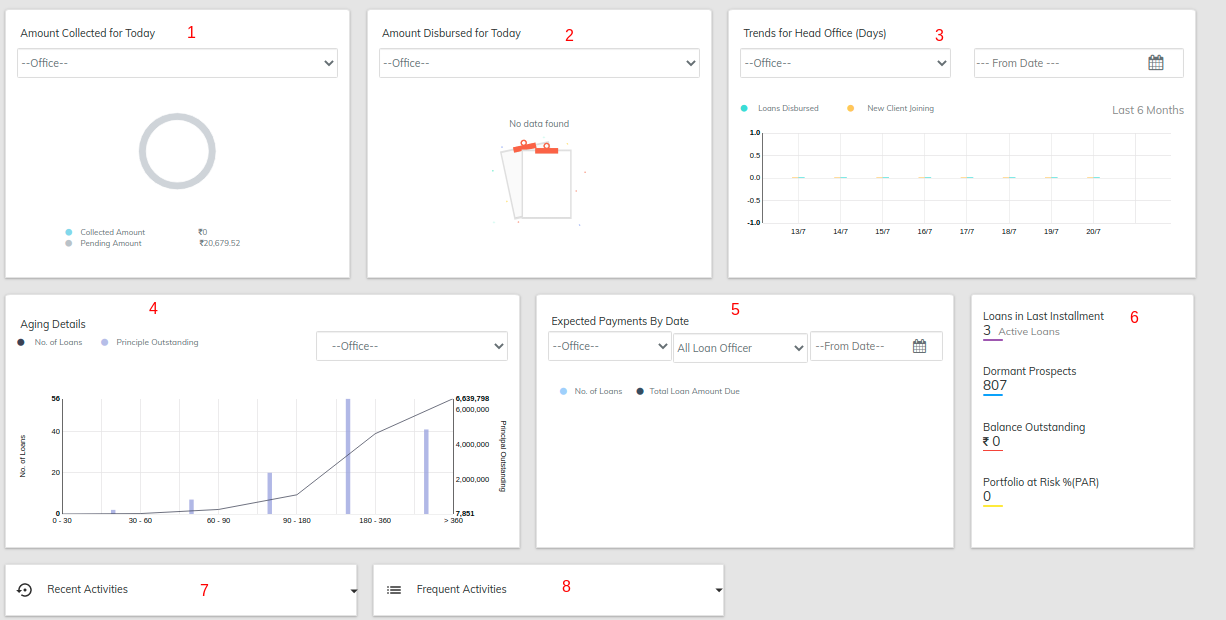 Amount Collected for Today
1
--Office--
Collected Amount ₹0
Pending Amount ₹20,679.52
Amount Disbursed for Today
2
--Office--
No data found
Trends for Head Office (Days)
3
--Office--
--- From Date ---
Loans Disbursed
New Client Joining
Last 6 Months
1.0
0.5
0.0
-0.5
-1.0
13/7 14/7 15/7 16/7 17/7 18/7 19/7 20/7
4
Aging Details
No. of Loans
Principle Outstanding
--Office--
56
40
20
0
No. of Loans
6,639,798
6,000,000
4,000,000
2,000,000
7,851
Principal Outstanding
0 - 30 30 - 60 60 - 90 90 - 180 180 - 360 > 360
5
Expected Payments By Date
--Office--
All Loan Officer
--From Date--
No. of Loans
Total Loan Amount Due
6
Loans in Last Installment
3 Active Loans
Dormant Prospects
807
Balance Outstanding
₹ 0
Portfolio at Risk %(PAR)
0
Recent Activities
7
Frequent Activities
8